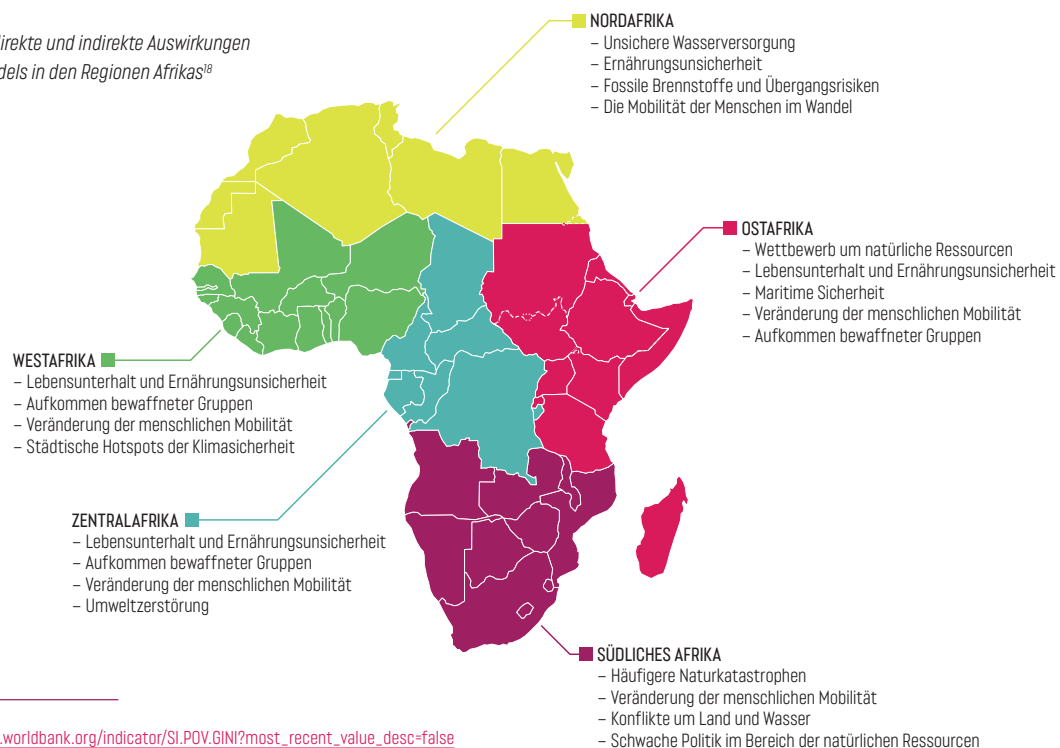 direkte und indirekte Auswirkungen
dels in den Regionen Afrikas¹⁸
NORDAFRIKA
– Unsichere Wasserversorgung
– Ernährungsunsicherheit
– Fossile Brennstoffe und Übergangsrisiken
– Die Mobilität der Menschen im Wandel
OSTAFRIKA
– Wettbewerb um natürliche Ressourcen
– Lebensunterhalt und Ernährungsunsicherheit
– Maritime Sicherheit
– Veränderung der menschlichen Mobilität
– Aufkommen bewaffneter Gruppen
WESTAFRIKA
– Lebensunterhalt und Ernährungsunsicherheit
– Aufkommen bewaffneter Gruppen
– Veränderung der menschlichen Mobilität
– Städtische Hotspots der Klimasicherheit
ZENTRALAFRIKA
– Lebensunterhalt und Ernährungsunsicherheit
– Aufkommen bewaffneter Gruppen
– Veränderung der menschlichen Mobilität
– Umweltzerstörung
SÜDLICHES AFRIKA
– Häufigere Naturkatastrophen
– Veränderung der menschlichen Mobilität
– Konflikte um Land und Wasser
– Schwache Politik im Bereich der natürlichen Ressourcen
.worldbank.org/indicator/SI.POV.GINI?most_recent_value_desc=false